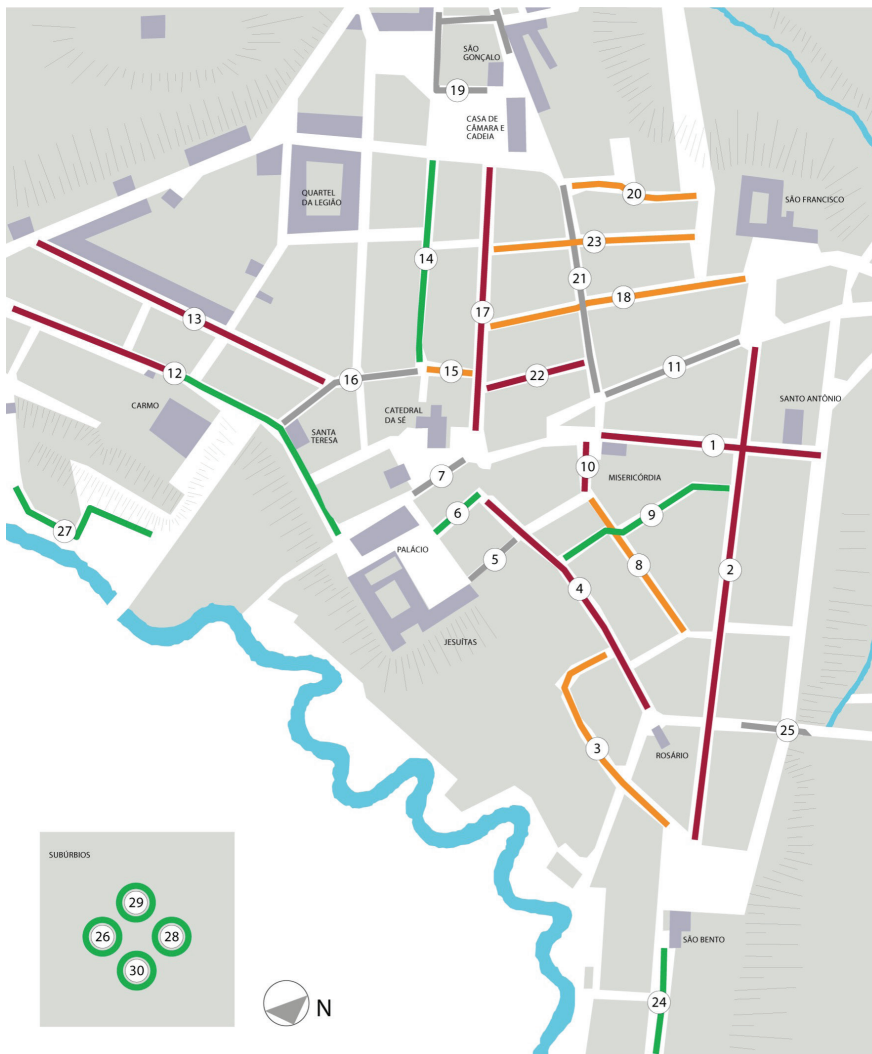 SÃO
GONÇALO
19
CASA DE
CÂMARA E
CADEIA
QUARTEL
DA LEGIÃO
20
SÃO FRANCISCO
23
14
21
18
13
17
11
12
16
15
22
CARMO
SANTA
TERESA
CATEDRAL
DA SÉ
SANTO ANTÔNIO
1
10
7
MISERICÓRDIA
6
9
27
PALÁCIO
5
8
2
4
JESUÍTAS
25
3
ROSÁRIO
SUBÚRBIOS
29
26
28
30
SÃO BENTO
24
N